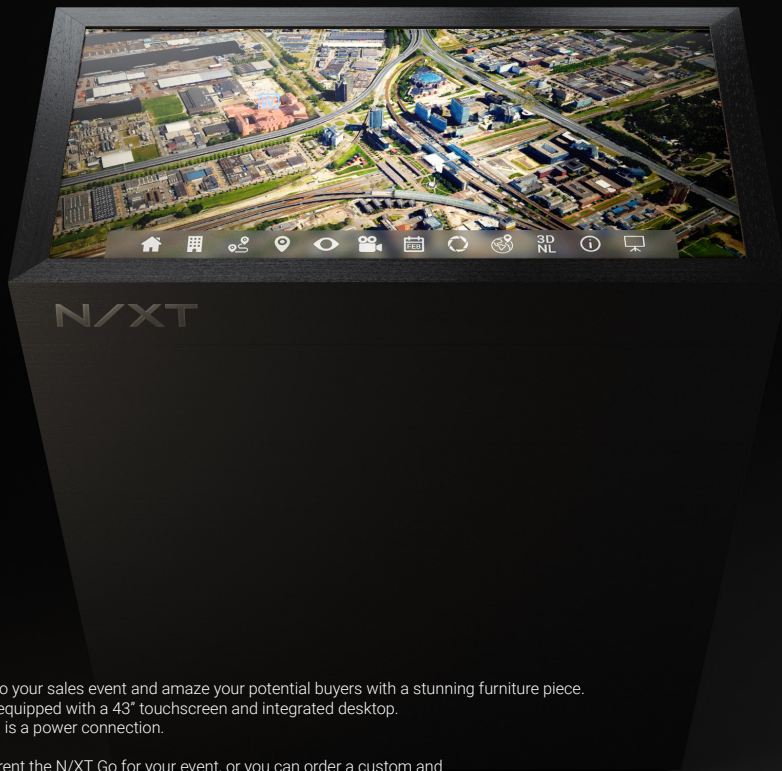 FEB
3D
NL
N/XT
o your sales event and amaze your potential buyers with a stunning furniture piece.
equipped with a 43” touchscreen and integrated desktop.
is a power connection.
rent the N/XT Go for your event, or you can order a custom and